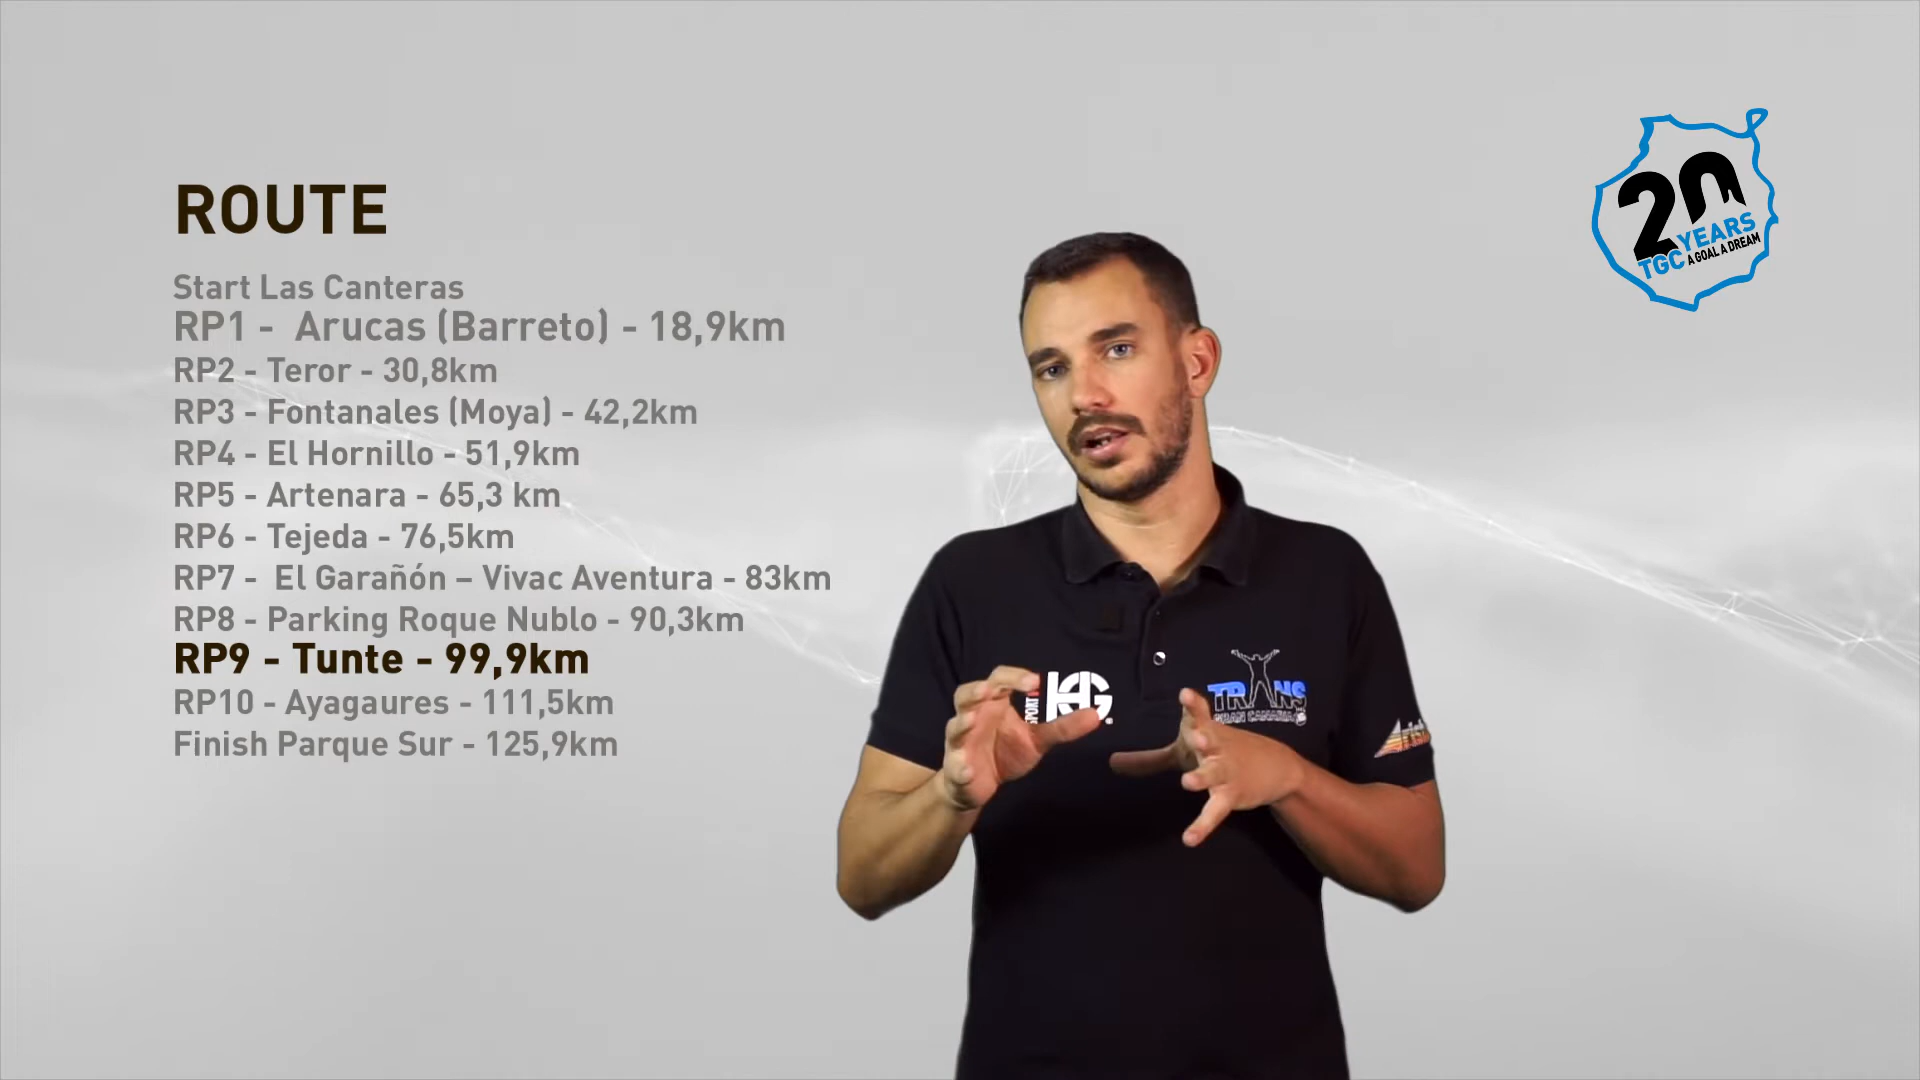 ROUTE
Start Las Canteras
RP1 - Arucas (Barreto) - 18,9km
RP2 - Teror - 30,8km
RP3 - Fontanales (Moya) - 42,2km
RP4 - El Hornillo - 51,9km
RP5 - Artenara - 65,3 km
RP6 - Tejeda - 76,5km
RP7 - El Garañón – Vivac Aventura - 83km
RP8 - Parking Roque Nublo - 90,3km
RP9 - Tunte - 99,9km
RP10 - Ayagaures - 111,5km
Finish Parque Sur - 125,9km
20
YEARS
TGC A GOAL A DREAM
SPORT HG
TRANS
GRAN CANARIA